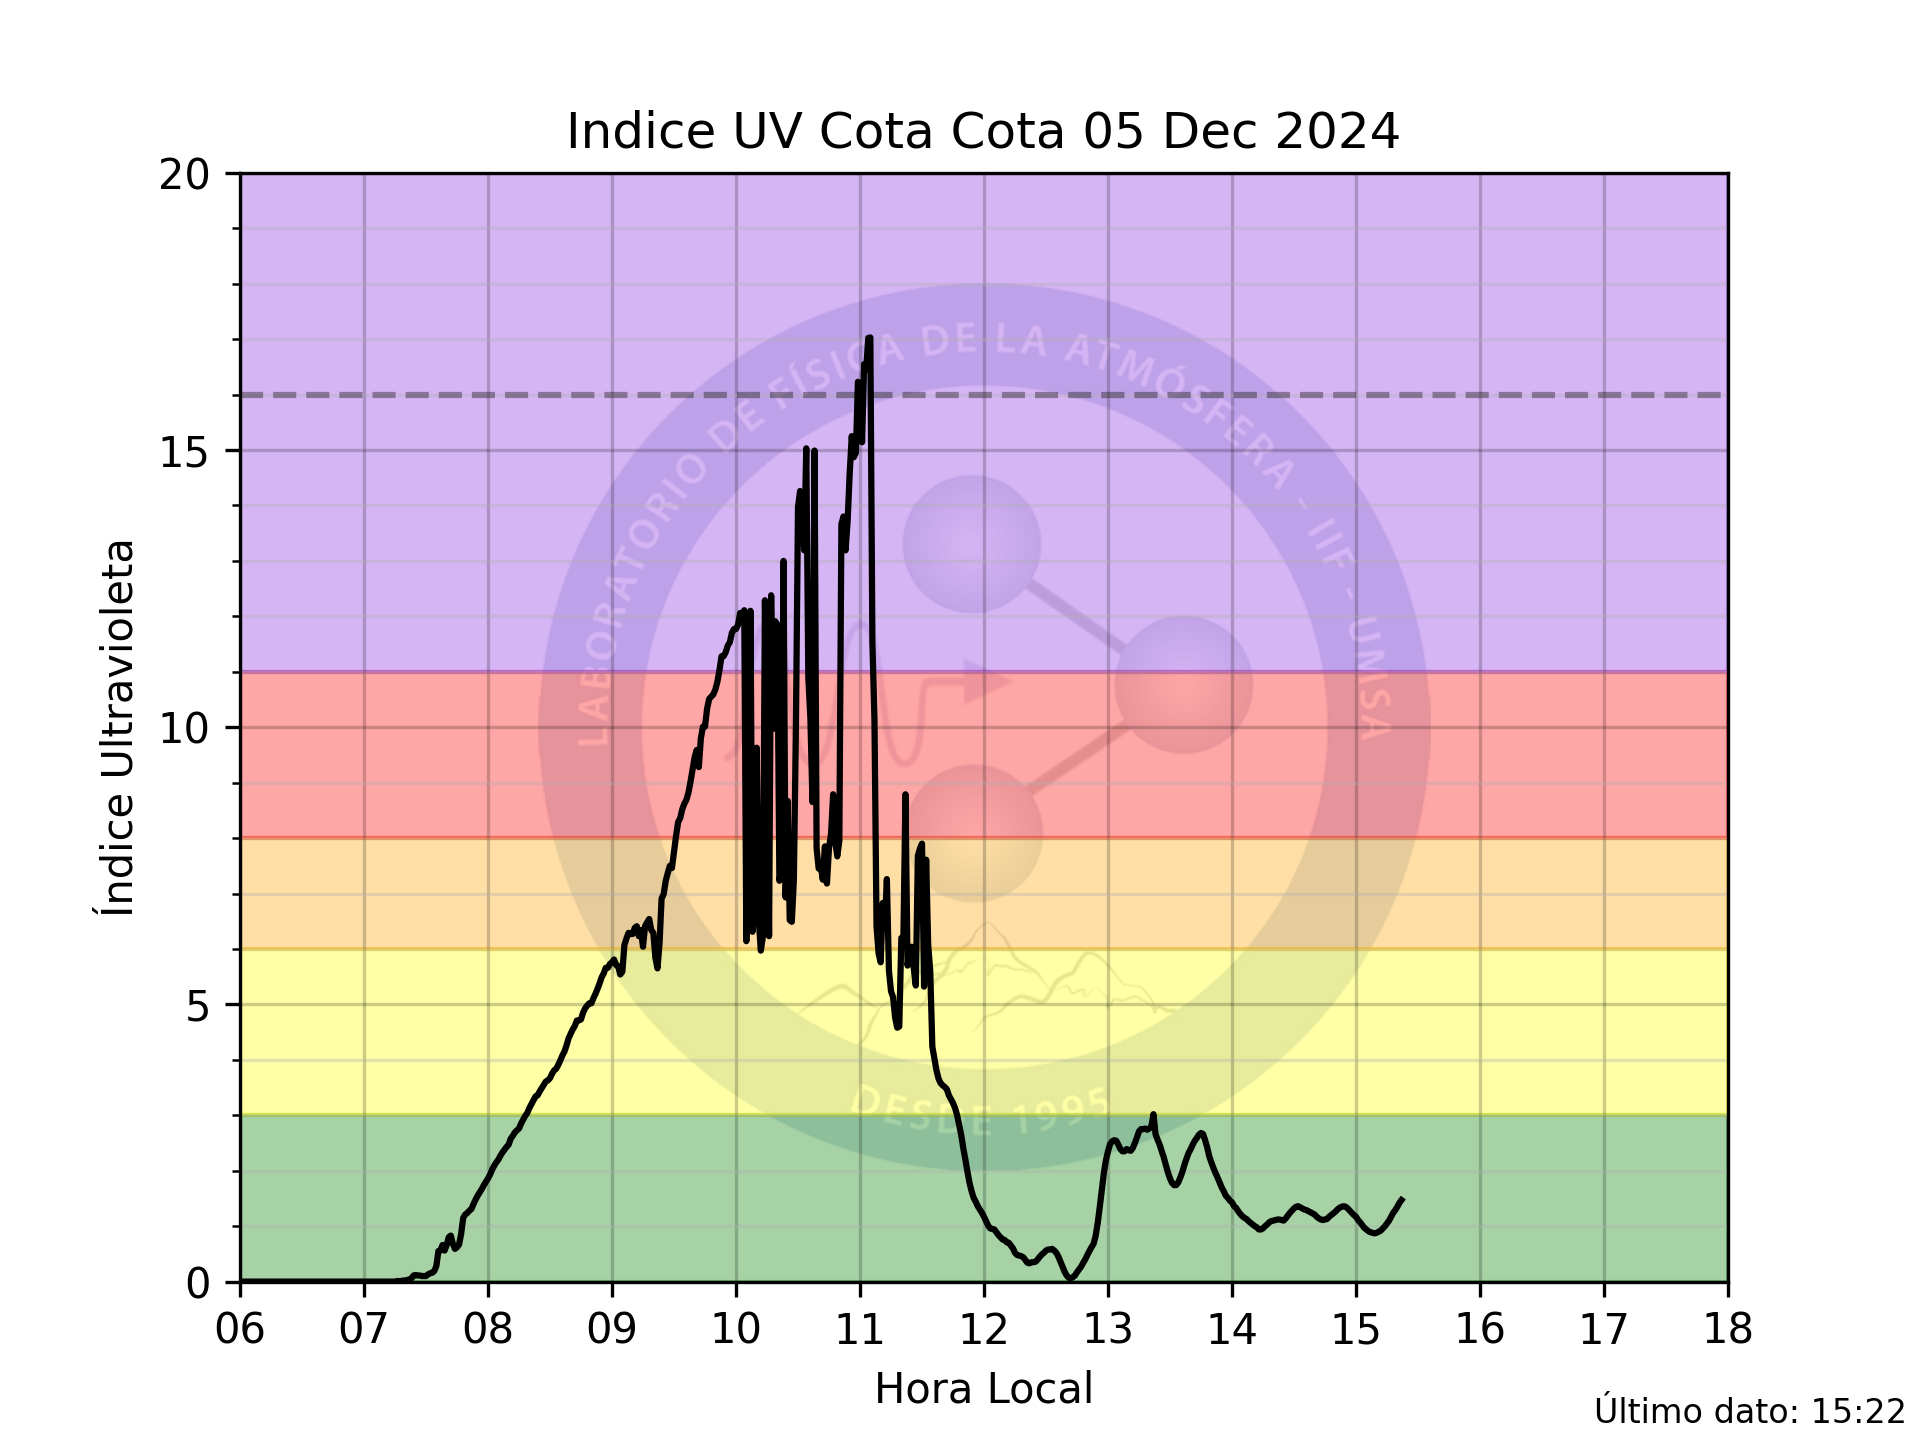 Indice UV Cota Cota 05 Dec 2024
20
15
10
5
0
Índice Ultravioleta
LABORATORIO DE FÍSICA DE LA ATMÓSFERA - IIF - UMSA
DESDE 1995
06 07 08 09 10 11 12 13 14 15 16 17 18
Hora Local
Último dato: 15:22